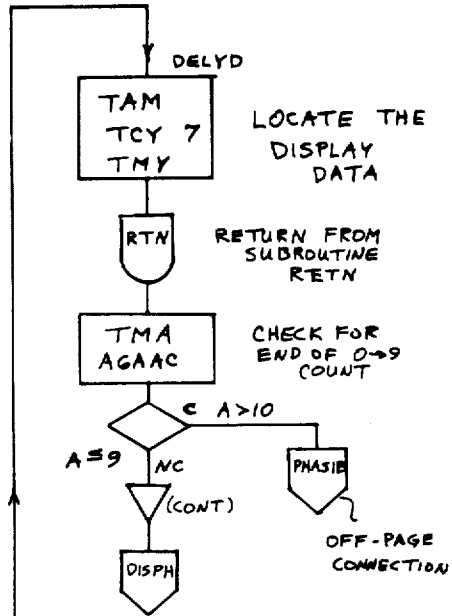 DELYD
TAM
TCY 7
TMY
LOCATE THE
DISPLAY
DATA
RTN
RETURN FROM
SUBROUTINE
RETN
TMA
AGAAC
CHECK FOR
END OF 0→9
COUNT
C A>10
A≤9
NC
PHASIB
(CONT)
OFF-PAGE
CONNECTION
DISPH